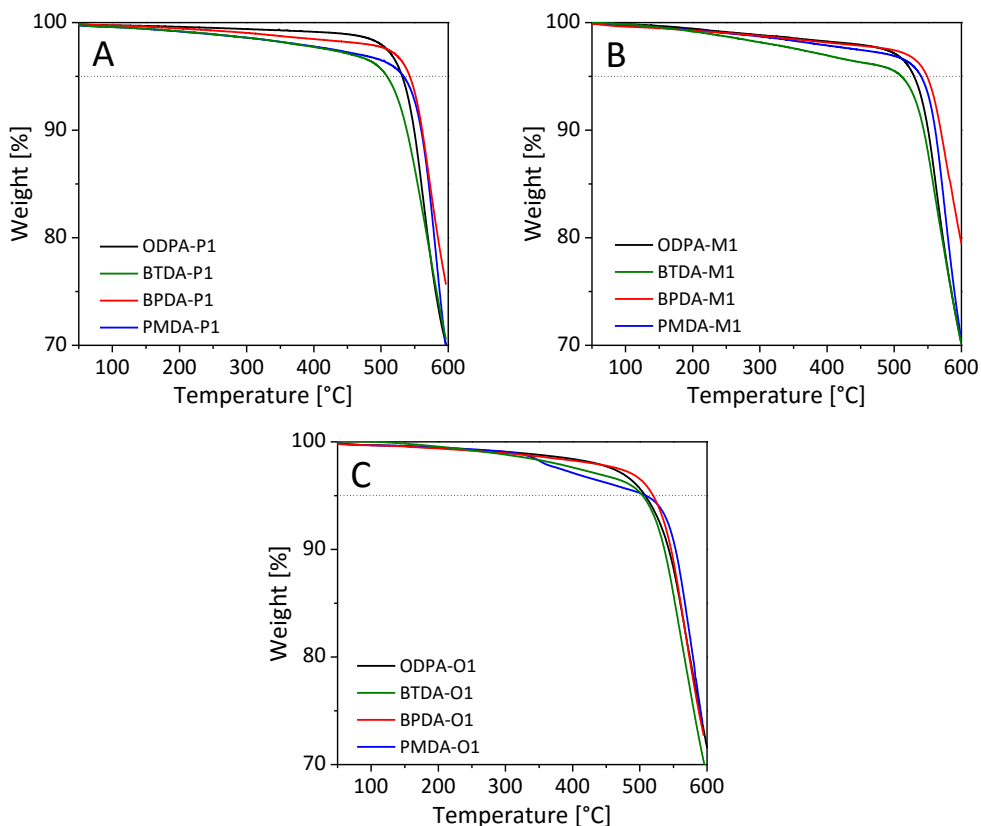 A
100
90
80
70
Weight [%]
ODPA-P1
BTDA-P1
BPDA-P1
PMDA-P1
100 200 300 400 500 600
Temperature [°C]
B
100
90
80
70
Weight [%]
ODPA-M1
BTDA-M1
BPDA-M1
PMDA-M1
100 200 300 400 500 600
Temperature [°C]
C
100
90
80
70
Weight [%]
ODPA-O1
BTDA-O1
BPDA-O1
PMDA-O1
100 200 300 400 500 600
Temperature [°C]